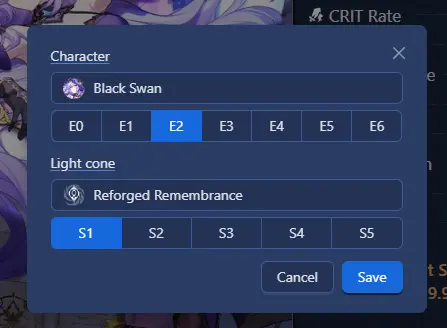 CRIT Rate
Character
Black Swan
E0 E1 E2 E3 E4 E5 E6
Light cone
Reforged Remembrance
S1 S2 S3 S4 S5
Cancel Save